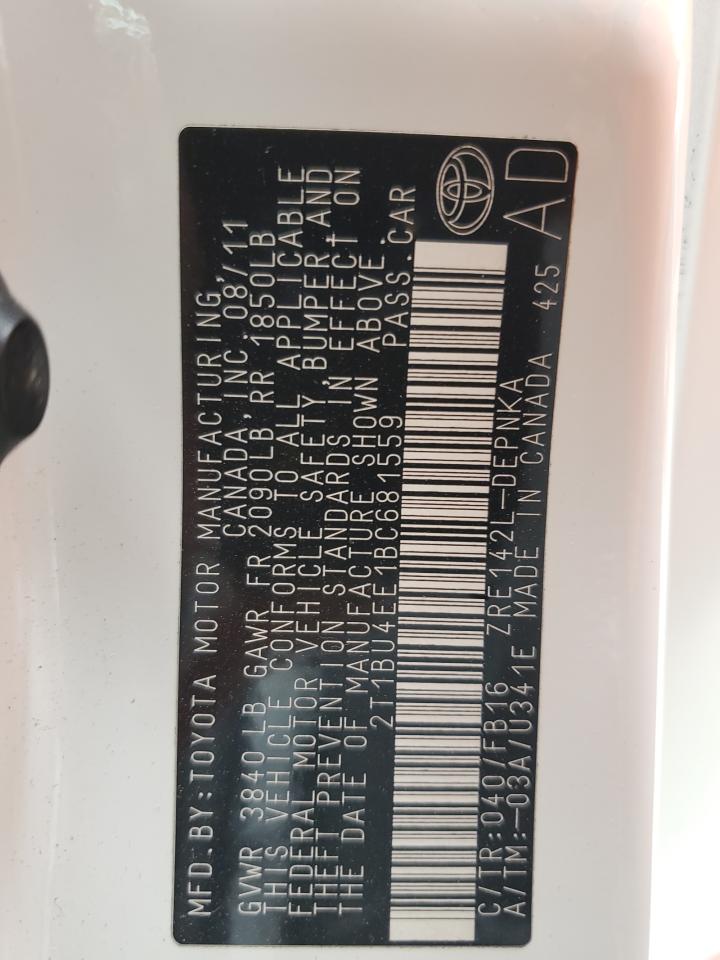 MFD.BY:TOYOTA MOTOR MANUFACTURING,
CANADA, INC.08/11
GVWR 3840 LB GAWR FR 2090LB RR 1850LB
THIS VEHICLE CONFORMS TO ALL APPLICABLE
FEDERAL MOTOR VEHICLE SAFETY, BUMPER, AND
THEFT PREVENTION STANDARDS IN EFFECT ON
THE DATE OF MANUFACTURE SHOWN ABOVE.
2T1BU4EE1BC681559 PASS.CAR
C/TR:040/FB16 ZRE142L-DEPNKA
A/TM:-03A/U341E MADE IN CANADA 425 AD